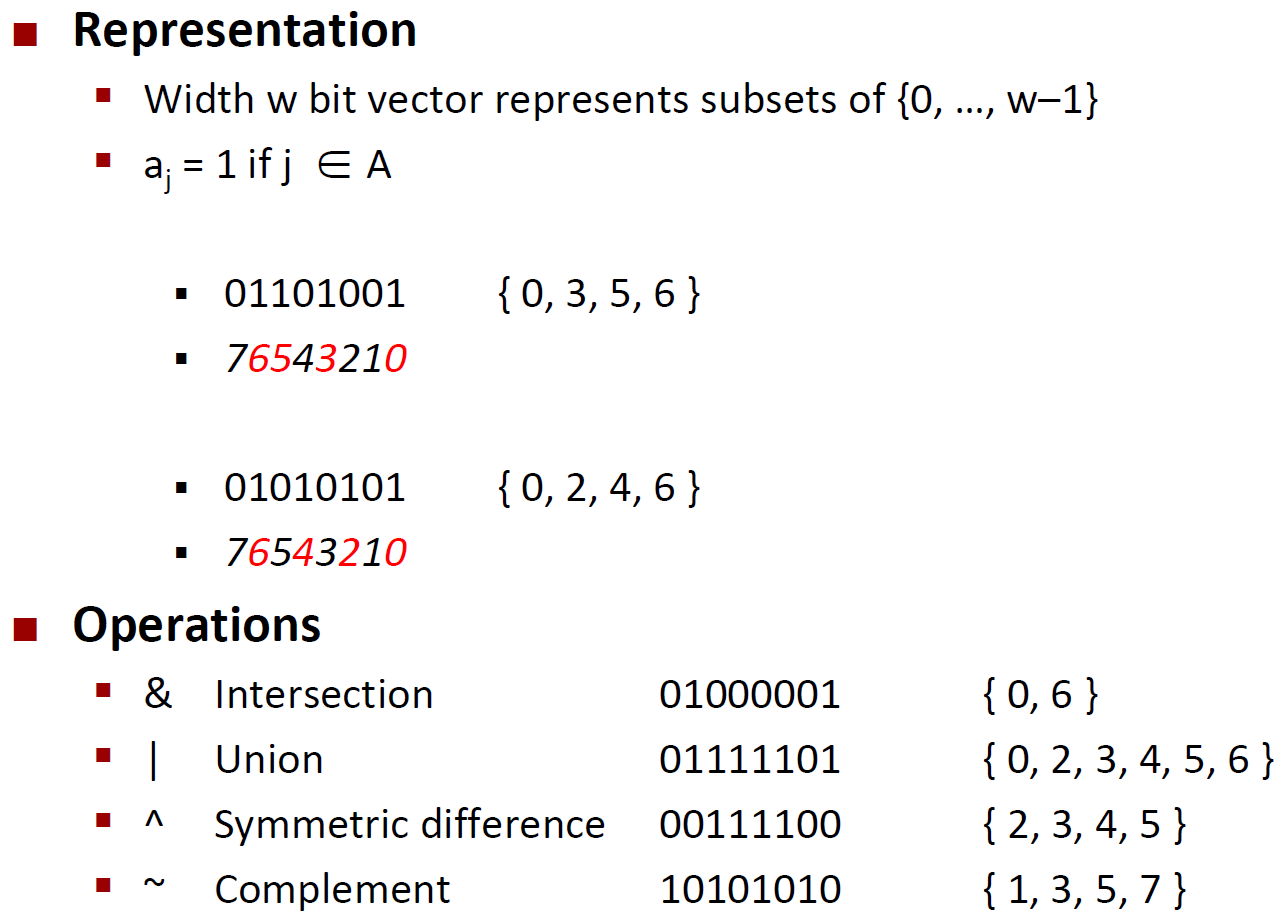 Representation
Width w bit vector represents subsets of {0, …, w–1}
aj = 1 if j ∈ A
01101001 { 0, 3, 5, 6 }
76543210
01010101 { 0, 2, 4, 6 }
76543210
Operations
& Intersection 01000001 { 0, 6 }
| Union 01111101 { 0, 2, 3, 4, 5, 6 }
^ Symmetric difference 00111100 { 2, 3, 4, 5 }
~ Complement 10101010 { 1, 3, 5, 7 }